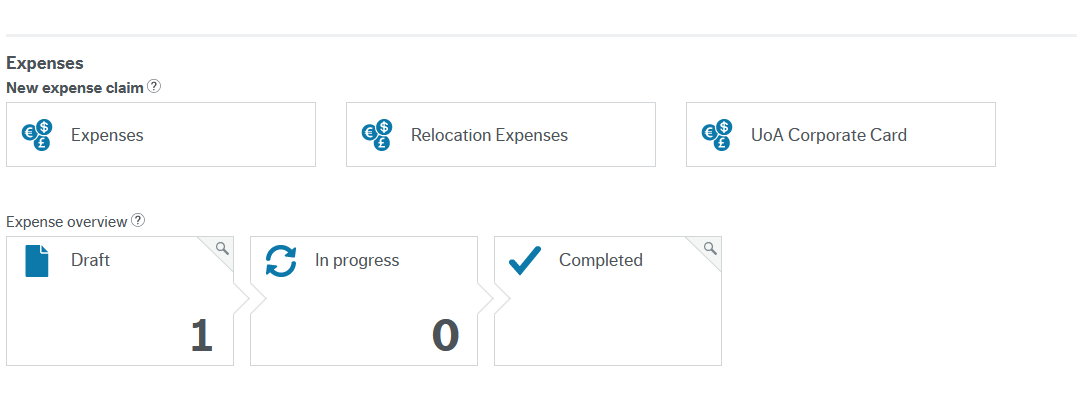 Expenses
New expense claim ?
€ $ £ Expenses
€ $ £ Relocation Expenses
€ $ £ UoA Corporate Card
Expense overview ?
Draft
1
In progress
0
Completed